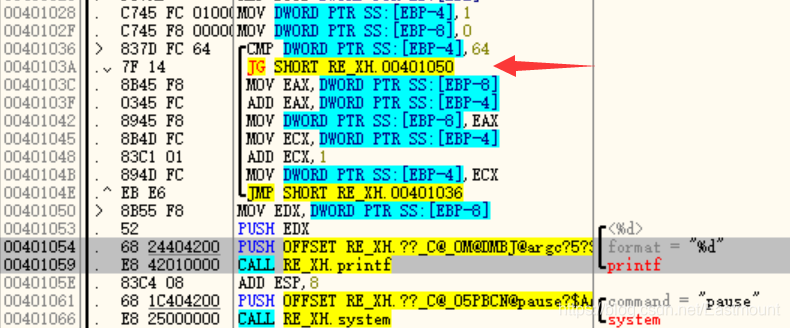 00401028 . C745 FC 01000 MOV DWORD PTR SS:[EBP-4],1
0040102F . C745 F8 00000 MOV DWORD PTR SS:[EBP-8],0
00401036 > 837D FC 64 CMP DWORD PTR SS:[EBP-4],64
0040103A .v 7F 14 JG SHORT RE_XH.00401050
0040103C . 8B45 F8 MOV EAX,DWORD PTR SS:[EBP-8]
0040103F . 0345 FC ADD EAX,DWORD PTR SS:[EBP-4]
00401042 . 8945 F8 MOV DWORD PTR SS:[EBP-8],EAX
00401045 . 8B4D FC MOV ECX,DWORD PTR SS:[EBP-4]
00401048 . 83C1 01 ADD ECX,1
0040104B . 894D FC MOV DWORD PTR SS:[EBP-4],ECX
0040104E .^ EB E6 JMP SHORT RE_XH.00401036
00401050 > 8B55 F8 MOV EDX,DWORD PTR SS:[EBP-8]
00401053 . 52 PUSH EDX <%d>
00401054 . 68 24404200 PUSH OFFSET RE_XH.??_C@_0M@DMBJ@argc?5?$ format = "%d"
00401059 . E8 42010000 CALL RE_XH.printf printf
0040105E . 83C4 08 ADD ESP,8
00401061 . 68 1C404200 PUSH OFFSET RE_XH.??_C@_05PBCN@pause?$A command = "pause"
00401066 . E8 25000000 CALL RE_XH.system system